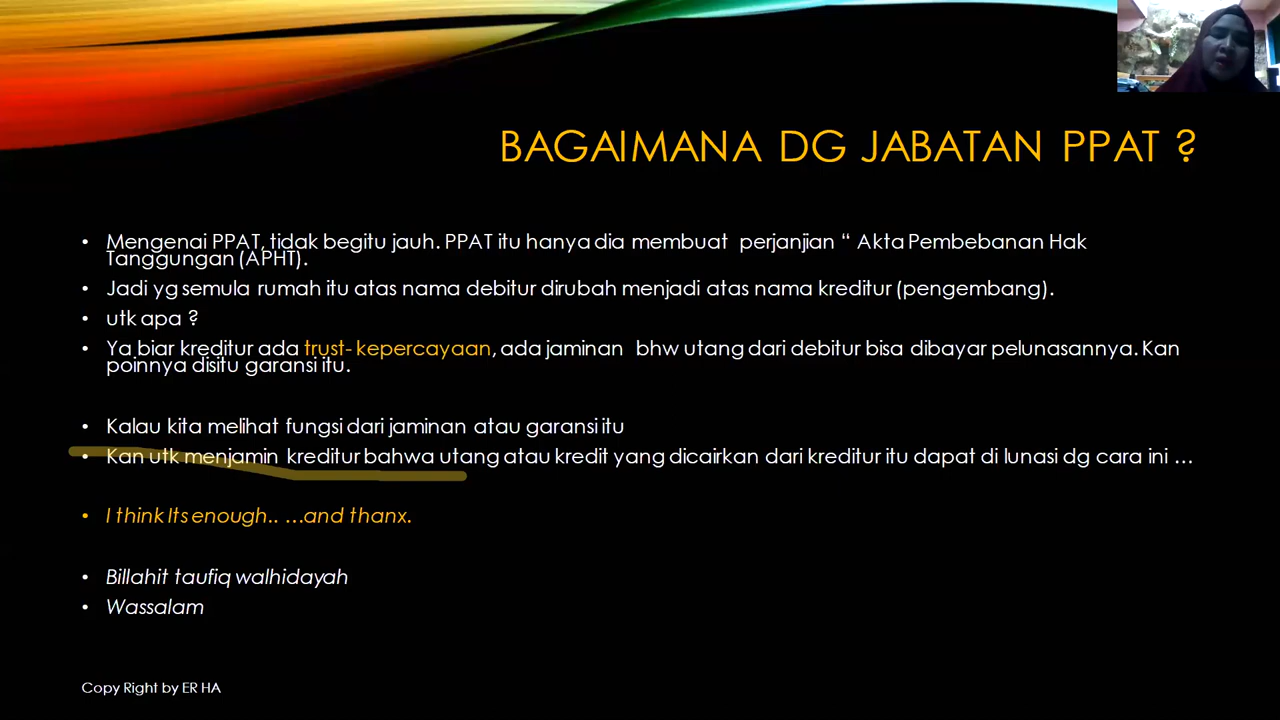 BAGAIMANA DG JABATAN PPAT ?
• Mengenai PPAT, tidak begitu jauh. PPAT itu hanya dia membuat perjanjian “ Akta Pembebanan Hak
Tanggungan (APHT).
• Jadi yg semula rumah itu atas nama debitur dirubah menjadi atas nama kreditur (pengembang).
• utk apa ?
• Ya biar kreditur ada trust- kepercayaan, ada jaminan bhw utang dari debitur bisa dibayar pelunasannya. Kan
poinnya disitu garansi itu.
• Kalau kita melihat fungsi dari jaminan atau garansi itu
• Kan utk menjamin kreditur bahwa utang atau kredit yang dicairkan dari kreditur itu dapat di lunasi dg cara ini …
• I think Its enough.. …and thanx.
• Billahit taufiq walhidayah
• Wassalam
Copy Right by ER HA